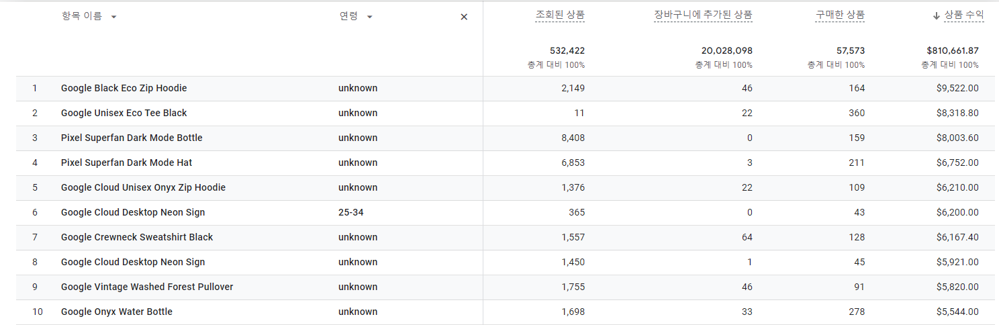 항목 이름 연령 × 조회된 상품 장바구니에 추가된 상품 구매한 상품 ↓ 상품 수익
532,422 20,028,098 57,573 $810,661.87
총계 대비 100% 총계 대비 100% 총계 대비 100% 총계 대비 100%
1 Google Black Eco Zip Hoodie unknown 2,149 46 164 $9,522.00
2 Google Unisex Eco Tee Black unknown 11 22 360 $8,318.80
3 Pixel Superfan Dark Mode Bottle unknown 8,408 0 159 $8,003.60
4 Pixel Superfan Dark Mode Hat unknown 6,853 3 211 $6,752.00
5 Google Cloud Unisex Onyx Zip Hoodie unknown 1,376 22 109 $6,210.00
6 Google Cloud Desktop Neon Sign 25-34 365 0 43 $6,200.00
7 Google Crewneck Sweatshirt Black unknown 1,557 64 128 $6,167.40
8 Google Cloud Desktop Neon Sign unknown 1,450 1 45 $5,921.00
9 Google Vintage Washed Forest Pullover unknown 1,755 46 91 $5,820.00
10 Google Onyx Water Bottle unknown 1,698 33 278 $5,544.00